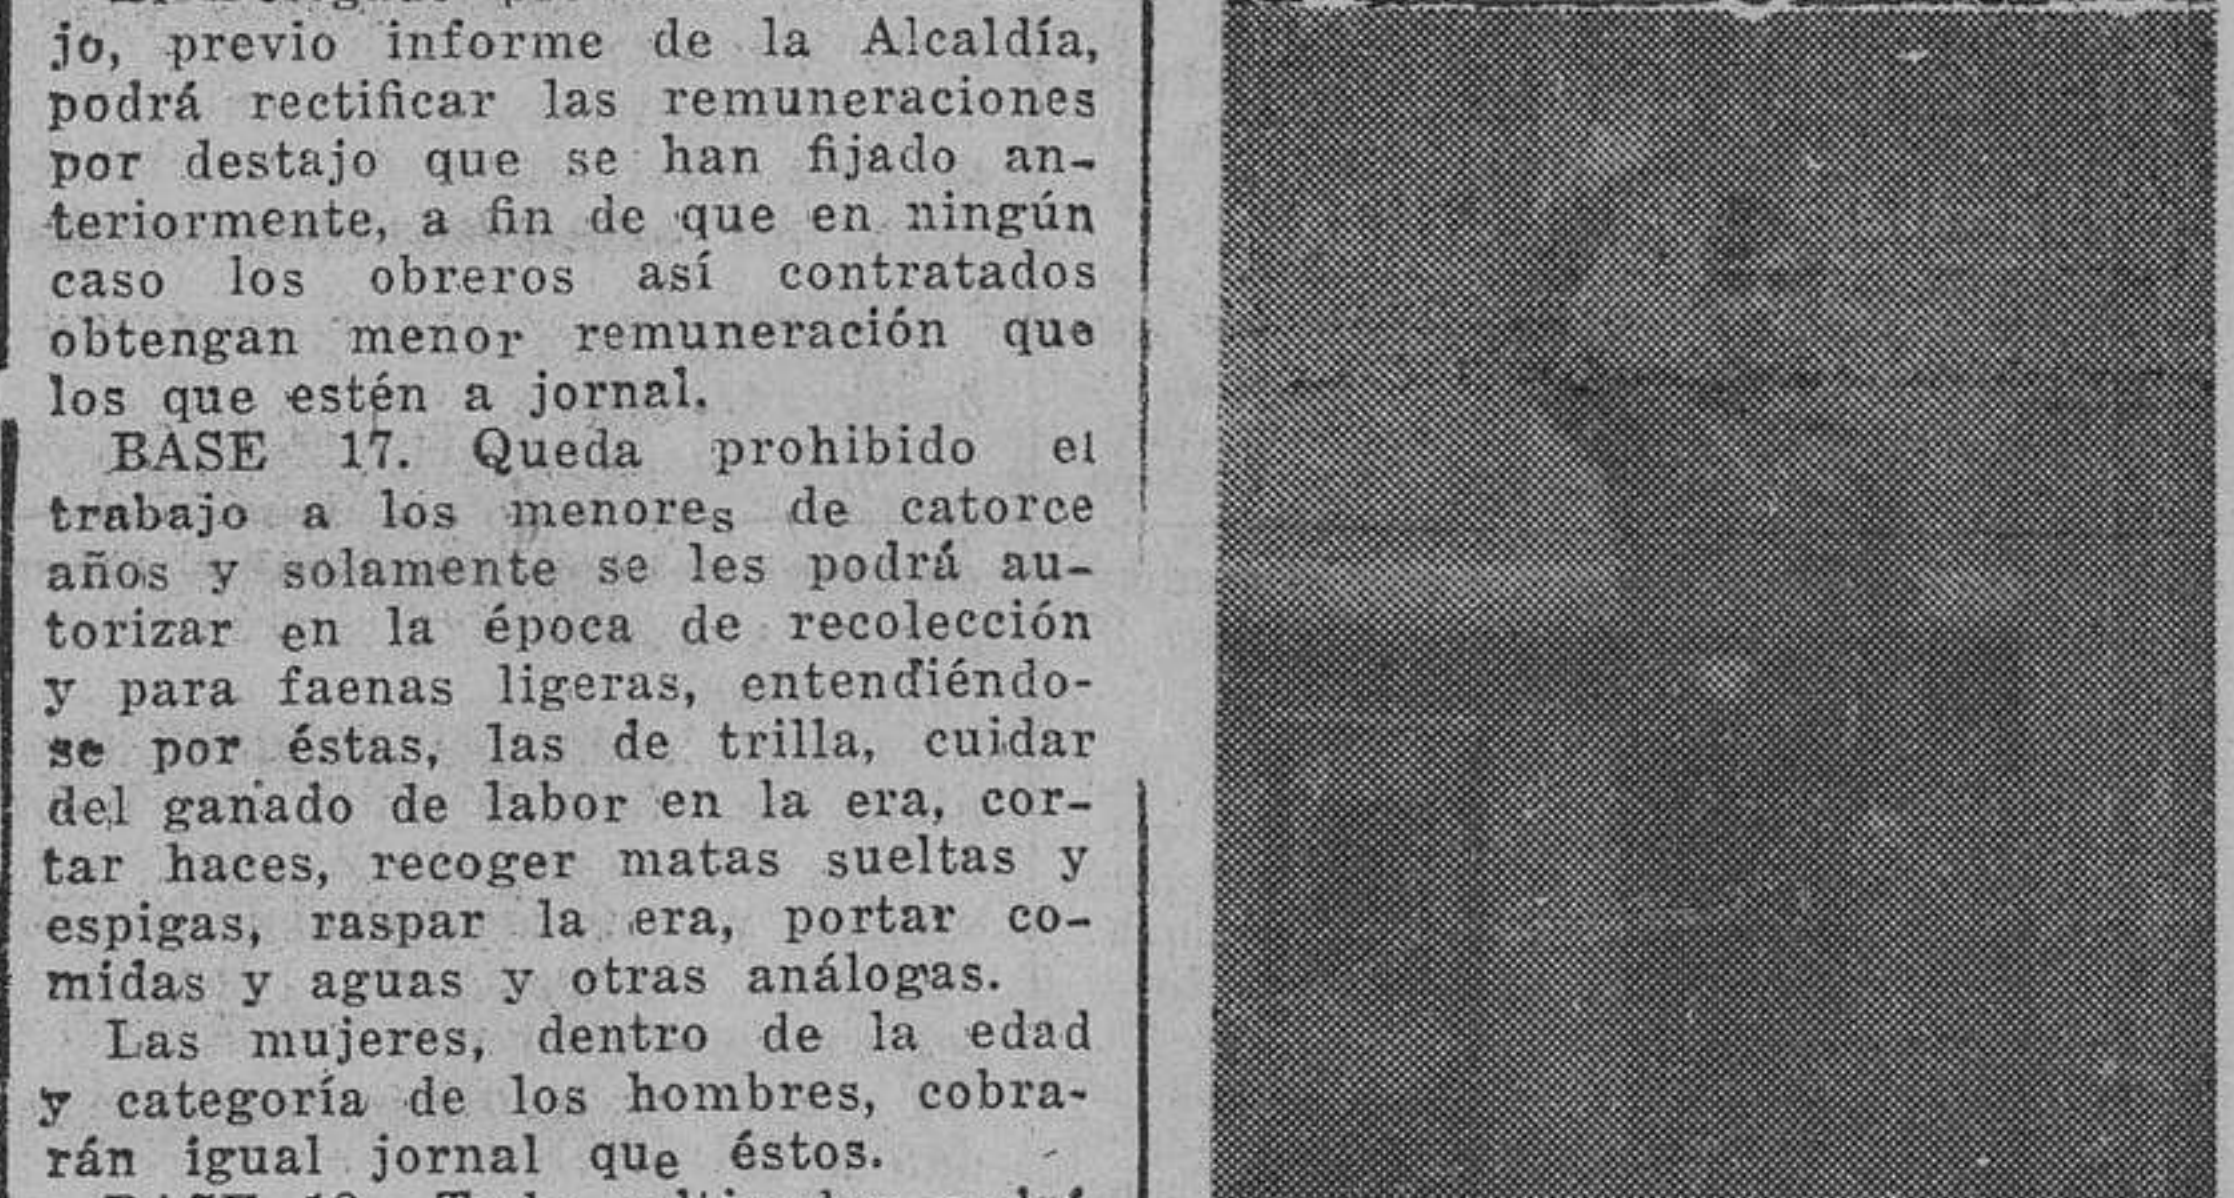 jo, previo informe de la Alcaldía,
podrá rectificar las remuneraciones
por destajo que se han fijado an-
teriormente, a fin de que en ningún
caso los obreros así contratados
obtengan menor remuneración que
los que estén a jornal.
BASE 17. Queda prohibido el
trabajo a los menores de catorce
años y solamente se les podrá au-
torizar en la época de recolección
y para faenas ligeras, entendiéndo-
se por éstas, las de trilla, cuidar
del ganado de labor en la era, cor-
tar haces, recoger matas sueltas y
espigas, raspar la era, portar co-
midas y aguas y otras análogas.
Las mujeres, dentro de la edad
y categoría de los hombres, cobra-
rán igual jornal que éstos.